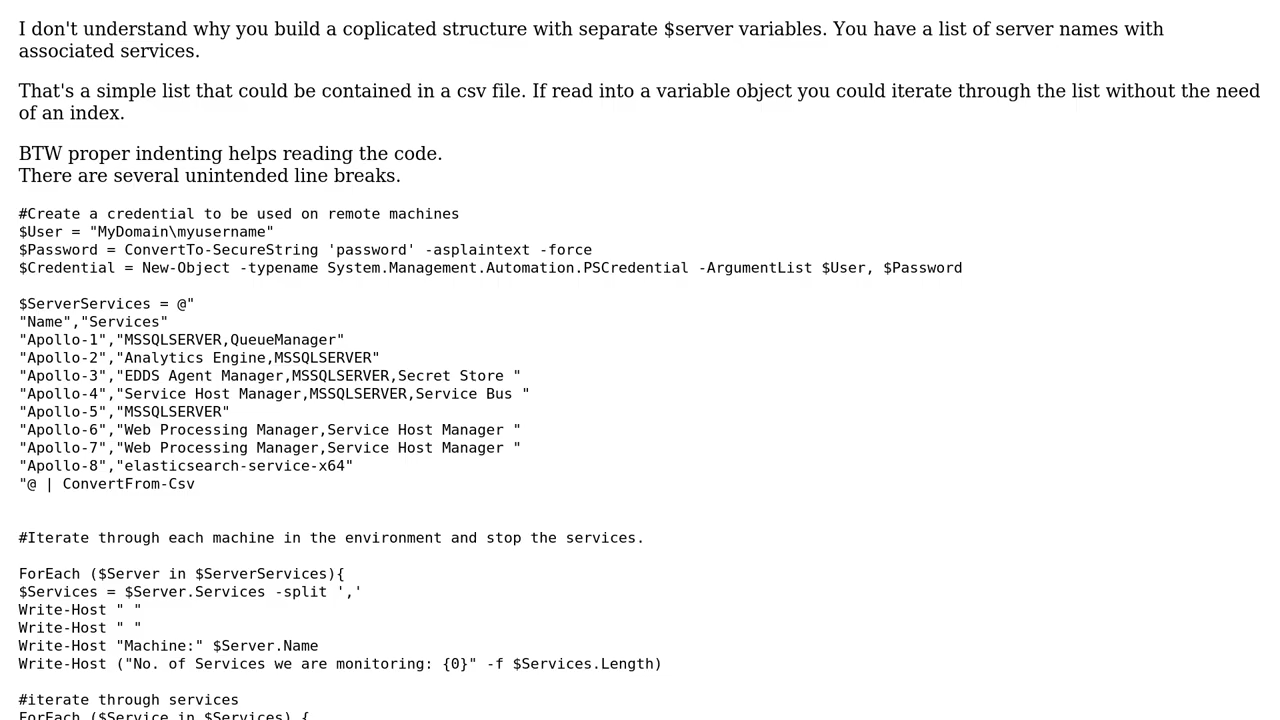 I don't understand why you build a coplicated structure with separate $server variables. You have a list of server names with
associated services.
That's a simple list that could be contained in a csv file. If read into a variable object you could iterate through the list without the need
of an index.
BTW proper indenting helps reading the code.
There are several unintended line breaks.
#Create a credential to be used on remote machines
$User = "MyDomain\myusername"
$Password = ConvertTo-SecureString 'password' -asplaintext -force
$Credential = New-Object -typename System.Management.Automation.PSCredential -ArgumentList $User, $Password
$ServerServices = @"
"Name","Services"
"Apollo-1","MSSQLSERVER,QueueManager"
"Apollo-2","Analytics Engine,MSSQLSERVER"
"Apollo-3","EDDS Agent Manager,MSSQLSERVER,Secret Store "
"Apollo-4","Service Host Manager,MSSQLSERVER,Service Bus "
"Apollo-5","MSSQLSERVER"
"Apollo-6","Web Processing Manager,Service Host Manager "
"Apollo-7","Web Processing Manager,Service Host Manager "
"Apollo-8","elasticsearch-service-x64"
"@ | ConvertFrom-Csv
#Iterate through each machine in the environment and stop the services.
ForEach ($Server in $ServerServices){
$Services = $Server.Services -split ','
Write-Host " "
Write-Host " "
Write-Host "Machine:" $Server.Name
Write-Host ("No. of Services we are monitoring: {0}" -f $Services.Length)
#iterate through services
ForEach ($Service in $Services) {